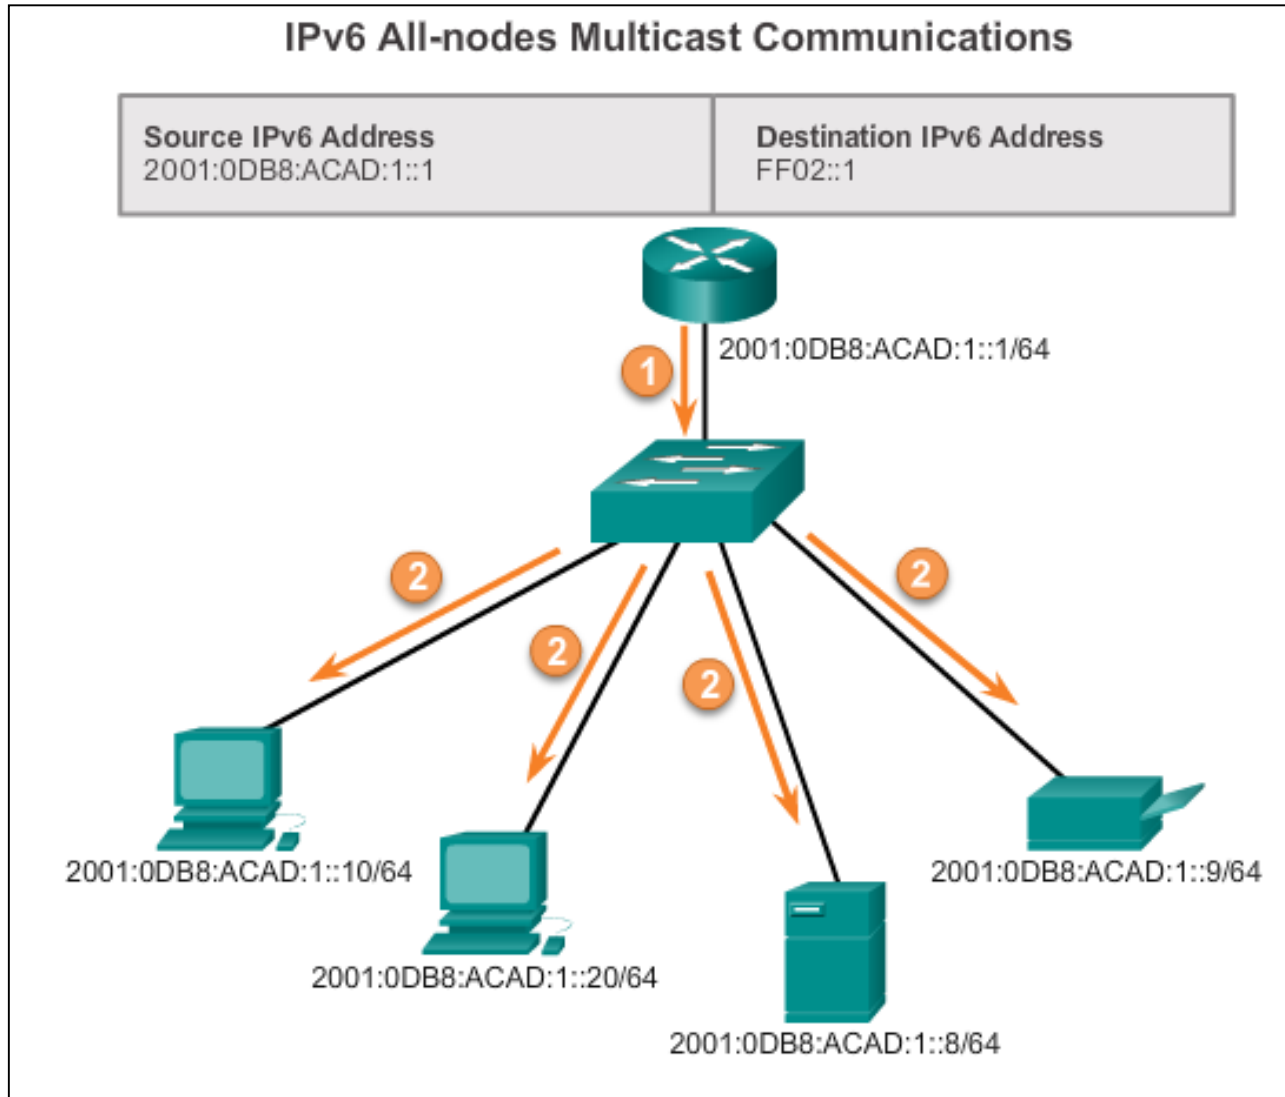 IPv6 All-nodes Multicast Communications
Source IPv6 Address
2001:0DB8:ACAD:1::1
Destination IPv6 Address
FF02::1
2001:0DB8:ACAD:1::1/64
1
2
2
2
2
2001:0DB8:ACAD:1::10/64
2001:0DB8:ACAD:1::20/64
2001:0DB8:ACAD:1::8/64
2001:0DB8:ACAD:1::9/64